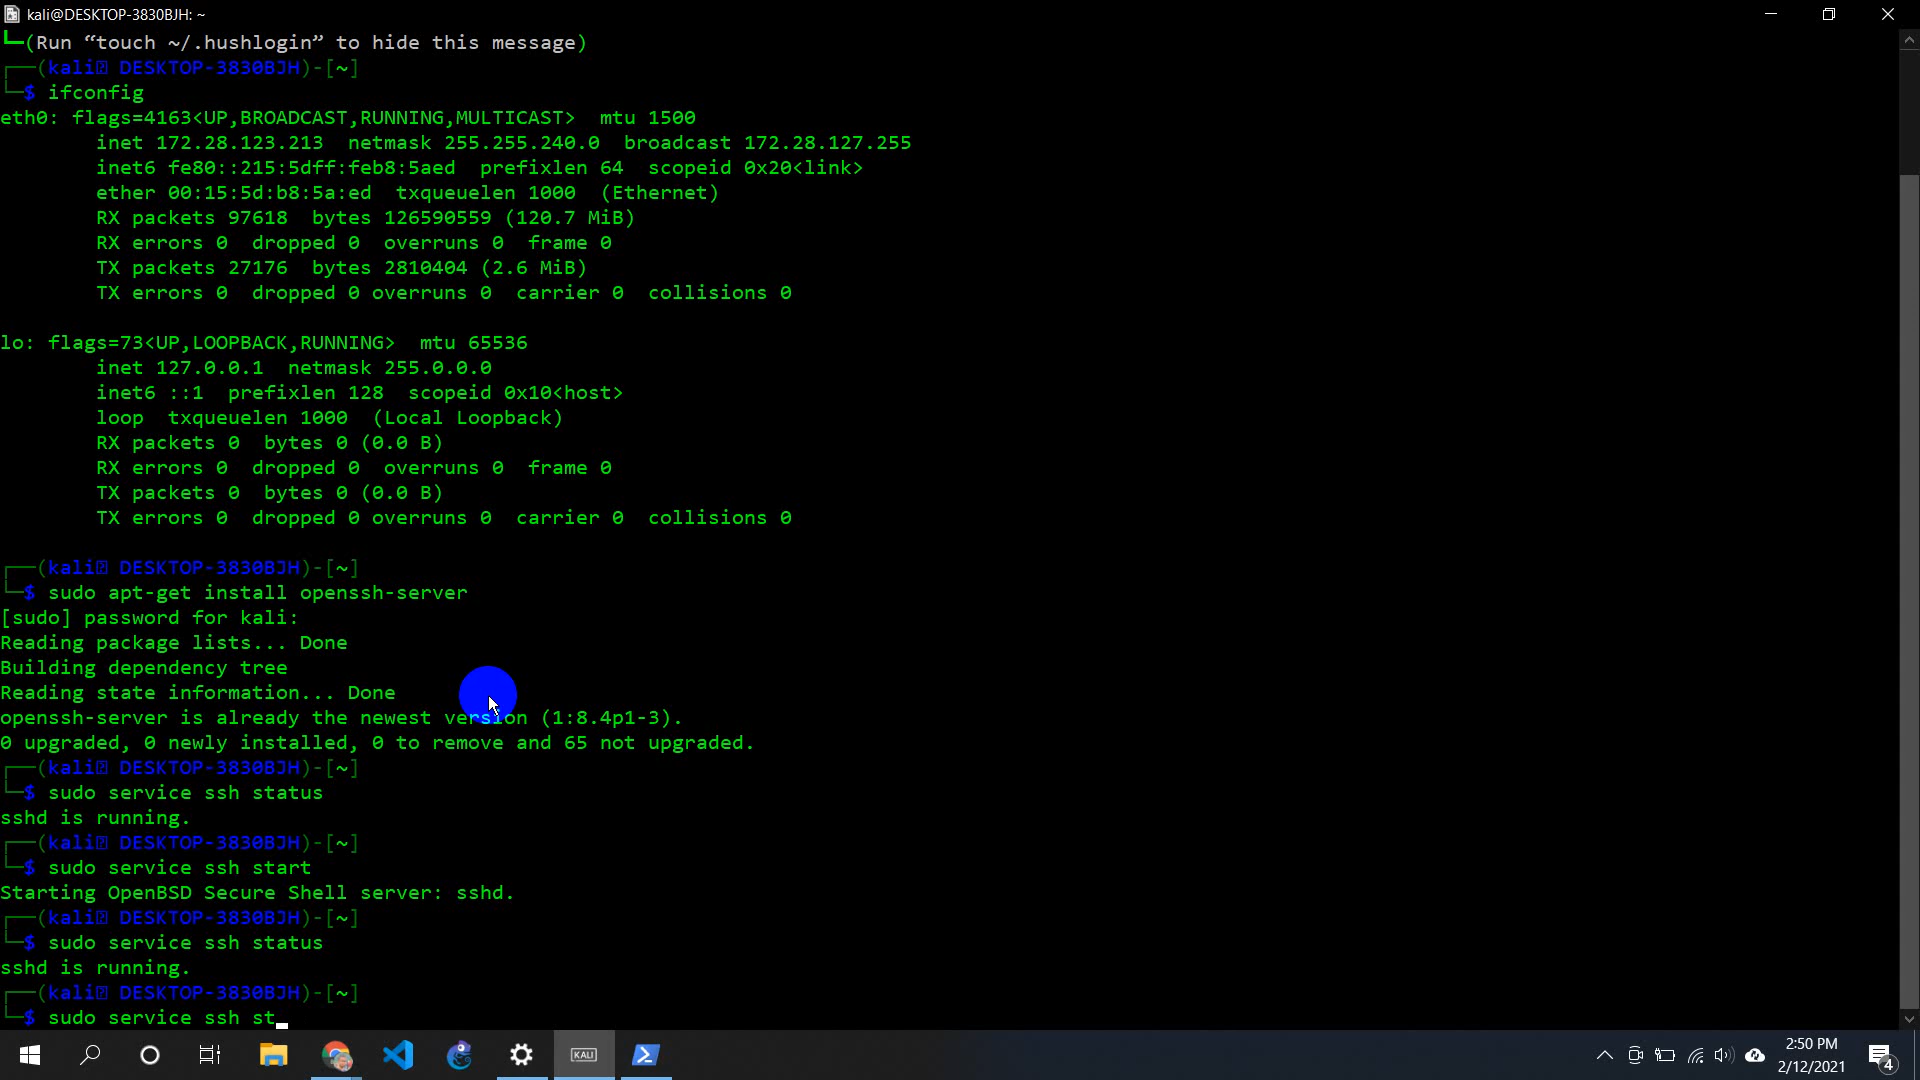 kali@DESKTOP-3830BJH: ~
└─(Run “touch ~/.hushlogin” to hide this message)
┌──(kali㉿ DESKTOP-3830BJH)-[~]
└─$ ifconfig
eth0: flags=4163<UP,BROADCAST,RUNNING,MULTICAST>  mtu 1500
        inet 172.28.123.213  netmask 255.255.240.0  broadcast 172.28.127.255
        inet6 fe80::215:5dff:feb8:5aed  prefixlen 64  scopeid 0x20<link>
        ether 00:15:5d:b8:5a:ed  txqueuelen 1000  (Ethernet)
        RX packets 97618  bytes 126590559 (120.7 MiB)
        RX errors 0  dropped 0  overruns 0  frame 0
        TX packets 27176  bytes 2810404 (2.6 MiB)
        TX errors 0  dropped 0 overruns 0  carrier 0  collisions 0
lo: flags=73<UP,LOOPBACK,RUNNING>  mtu 65536
        inet 127.0.0.1  netmask 255.0.0.0
        inet6 ::1  prefixlen 128  scopeid 0x10<host>
        loop  txqueuelen 1000  (Local Loopback)
        RX packets 0  bytes 0 (0.0 B)
        RX errors 0  dropped 0  overruns 0  frame 0
        TX packets 0  bytes 0 (0.0 B)
        TX errors 0  dropped 0 overruns 0  carrier 0  collisions 0
┌──(kali DESKTOP-3830BJH)-[~]
└─$ sudo apt-get install openssh-server
[sudo] password for kali:
Reading package lists... Done
Building dependency tree
Reading state information... Done
openssh-server is already the newest version (1:8.4p1-3).
0 upgraded, 0 newly installed, 0 to remove and 65 not upgraded.
┌──(kali DESKTOP-3830BJH)-[~]
└─$ sudo service ssh status
sshd is running.
┌──(kali DESKTOP-3830BJH)-[~]
└─$ sudo service ssh start
Starting OpenBSD Secure Shell server: sshd.
┌──(kali DESKTOP-3830BJH)-[~]
└─$ sudo service ssh status
sshd is running.
┌──(kali DESKTOP-3830BJH)-[~]
└─$ sudo service ssh st
KALI
2:50 PM
2/12/2021
4